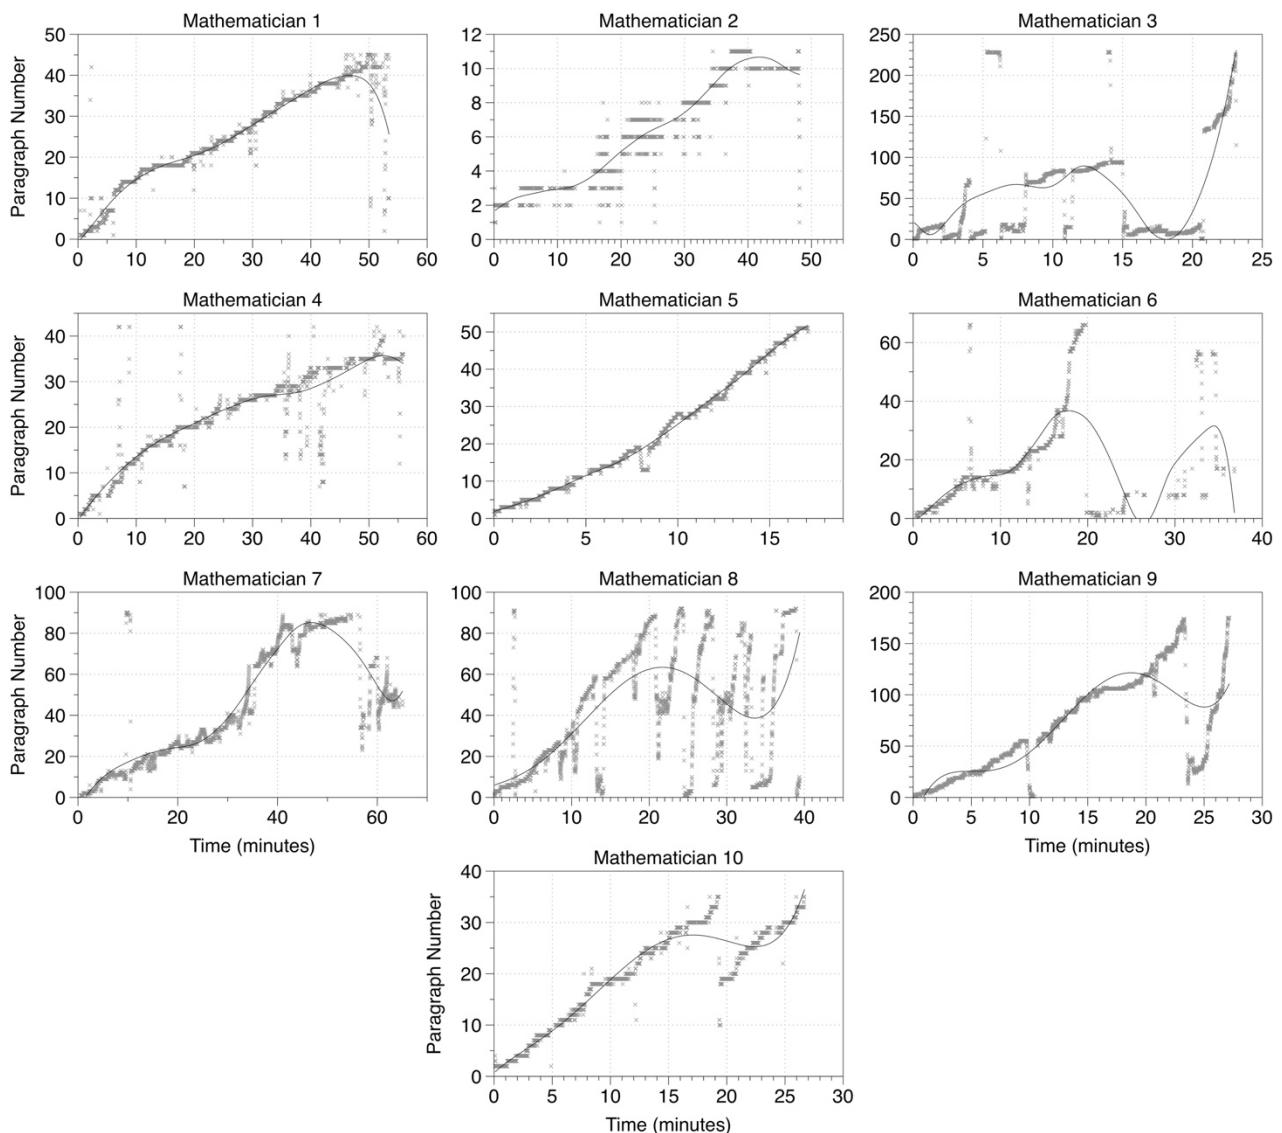 Mathematician 1
Mathematician 2
Mathematician 3
50
40
30
20
10
0
0 10 20 30 40 50 60
Paragraph Number
12
10
8
6
4
2
0
0 10 20 30 40 50
250
200
150
100
50
0
0 5 10 15 20 25
Mathematician 4
Mathematician 5
Mathematician 6
40
30
20
10
0
0 10 20 30 40 50 60
Paragraph Number
50
40
30
20
10
0
0 5 10 15
60
40
20
0
0 10 20 30 40
Mathematician 7
Mathematician 8
Mathematician 9
100
80
60
40
20
0
0 20 40 60
Paragraph Number
Time (minutes)
100
80
60
40
20
0
0 10 20 30 40
200
150
100
50
0
0 5 10 15 20 25 30
Time (minutes)
Mathematician 10
40
30
20
10
0
0 5 10 15 20 25 30
Paragraph Number
Time (minutes)